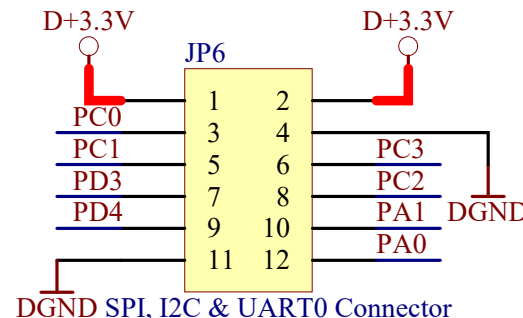 D+3.3V D+3.3V
JP6
1 2
PC0 3 4
PC1 5 6 PC3
PD3 7 8 PC2
PD4 9 10 PA1 DGND
11 12 PA0
DGND SPI, I2C & UART0 Connector